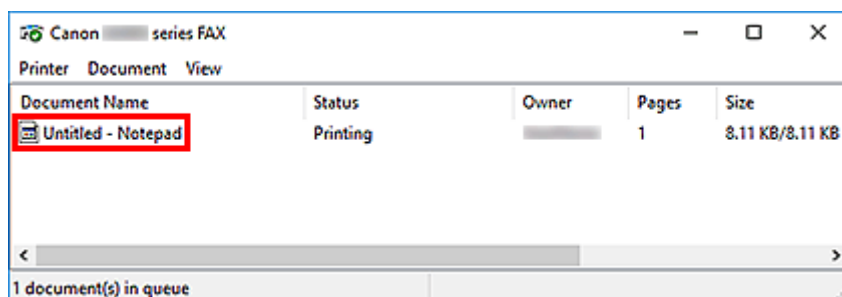 Canon series FAX
Printer Document View
Document Name Status Owner Pages Size
Untitled - Notepad Printing 1 8.11 KB/8.11 KB
1 document(s) in queue